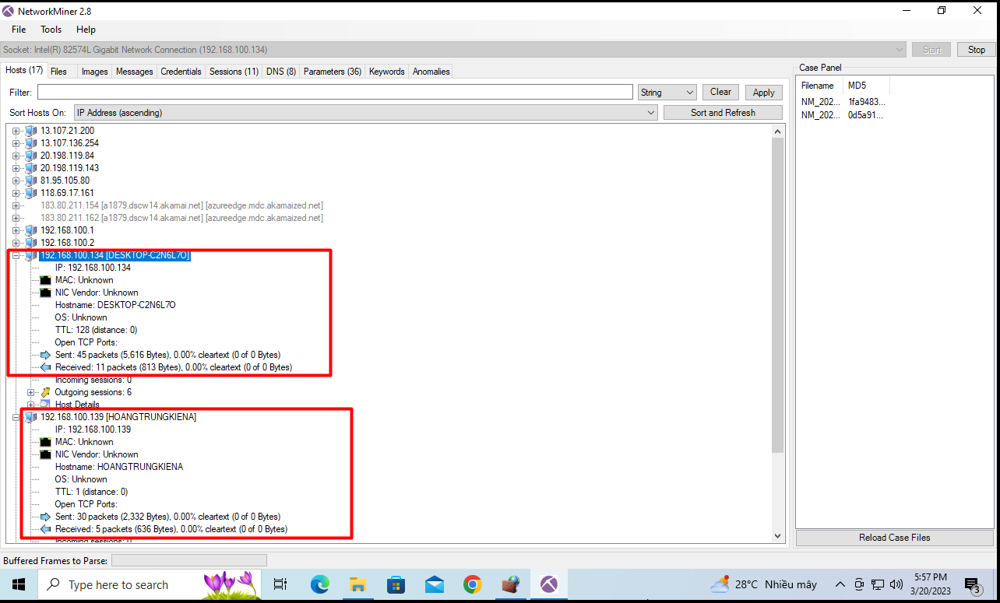 NetworkMiner 2.8
File Tools Help
Socket: Intel(R) 82574L Gigabit Network Connection (192.168.100.134) Start Stop
Hosts (17) Files Images Messages Credentials Sessions (11) DNS (8) Parameters (36) Keywords Anomalies
Filter: String Clear Apply
Sort Hosts On: IP Address (ascending) Sort and Refresh
13.107.21.200
13.107.136.254
20.198.119.84
20.198.119.143
81.95.105.80
118.69.17.161
183.80.211.154 [a1879.dscw14.akamai.net] [azureedge.mdc.akamaized.net]
183.80.211.162 [a1879.dscw14.akamai.net] [azureedge.mdc.akamaized.net]
192.168.100.1
192.168.100.2
192.168.100.134 [DESKTOP-C2N6L7O]
IP: 192.168.100.134
MAC: Unknown
NIC Vendor: Unknown
Hostname: DESKTOP-C2N6L7O
OS: Unknown
TTL: 128 (distance: 0)
Open TCP Ports:
Sent: 45 packets (5,616 Bytes), 0.00% cleartext (0 of 0 Bytes)
Received: 11 packets (813 Bytes), 0.00% cleartext (0 of 0 Bytes)
Incoming sessions: 0
Outgoing sessions: 6
Host Details
192.168.100.139 [HOANGTRUNGKIENA]
IP: 192.168.100.139
MAC: Unknown
NIC Vendor: Unknown
Hostname: HOANGTRUNGKIENA
OS: Unknown
TTL: 1 (distance: 0)
Open TCP Ports:
Sent: 30 packets (2,332 Bytes), 0.00% cleartext (0 of 0 Bytes)
Received: 5 packets (636 Bytes), 0.00% cleartext (0 of 0 Bytes)
Incoming sessions: 0
Case Panel
Filename MD5
NM_202... 1fa9483...
NM_202... 0d5a91...
Reload Case Files
Buffered Frames to Parse:
Type here to search
28°C Nhiều mây
5:57 PM
3/20/2023
3